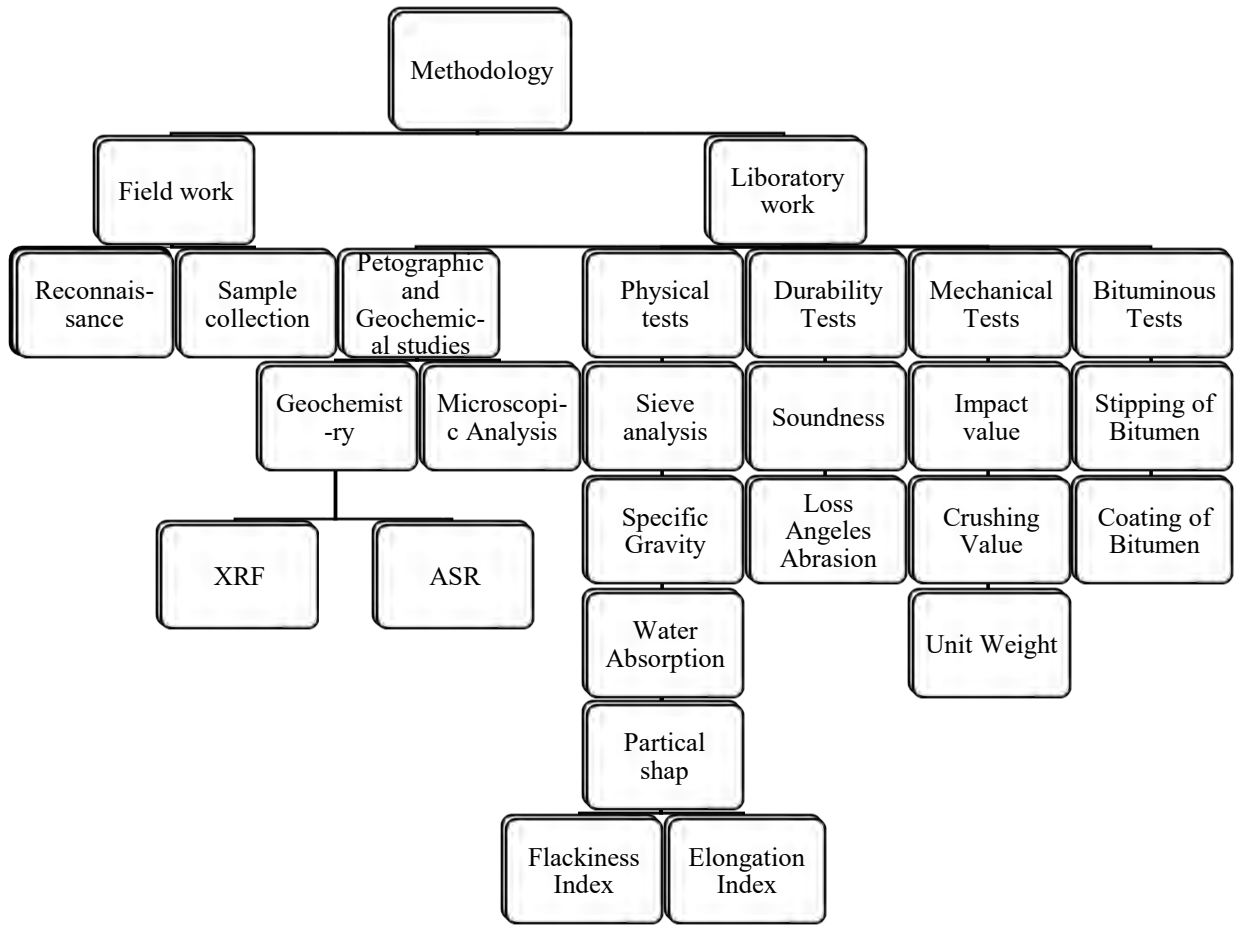 Methodology
Field work
Liboratory
work
Reconnais-
sance
Sample
collection
Petographic
and
Geochemic-
al studies
Physical
tests
Durability
Tests
Mechanical
Tests
Bituminous
Tests
Geochemist
-ry
Microscopi-
c Analysis
Sieve
analysis
Soundness
Impact
value
Stipping of
Bitumen
Specific
Gravity
Loss
Angeles
Abrasion
Crushing
Value
Coating of
Bitumen
XRF
ASR
Water
Absorption
Unit Weight
Partical
shap
Flackiness
Index
Elongation
Index